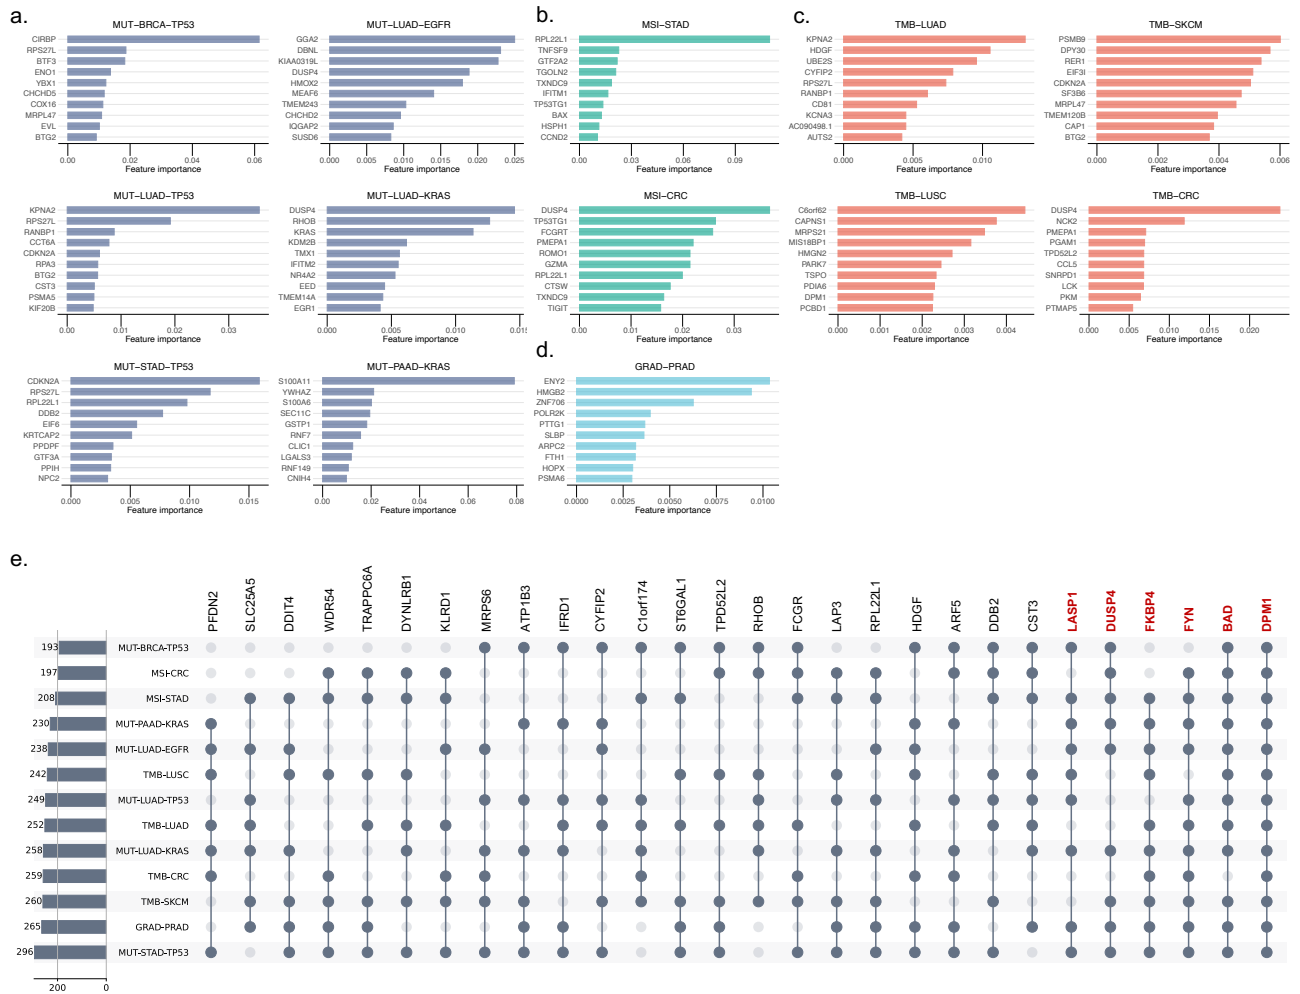 a.
MUT-BRCA-TP53
CIRBP
RPS27L
BTF3
ENO1
YBX1
CHCHD5
COX16
MRPL47
EVL
BTG2
0.00 0.02 0.04 0.06
Feature importance
MUT-LUAD-EGFR
GGA2
DBNL
KIAA0319L
DUSP4
HMOX2
MEAF6
TMEM243
CHCHD2
IQGAP2
SUSD6
0.000 0.005 0.010 0.015 0.020 0.025
Feature importance
b.
MSI-STAD
RPL22L1
TNFSF9
GTF2A2
TGOLN2
TXNDC9
IFITM1
TP53TG1
BAX
HSPH1
CCND2
0.00 0.03 0.06 0.09
Feature importance
c.
TMB-LUAD
KPNA2
HDGF
UBE2S
CYFIP2
RPS27L
RANBP1
CD81
KCNA3
AC090498.1
AUTS2
0.000 0.005 0.010
Feature importance
TMB-SKCM
PSMB9
DPY30
RER1
EIF3I
CDKN2A
SF3B6
MRPL47
TMEM120B
CAP1
BTG2
0.000 0.002 0.004 0.006
Feature importance
MUT-LUAD-TP53
KPNA2
RPS27L
RANBP1
CCT6A
CDKN2A
RPA3
BTG2
CST3
PSMA5
KIF20B
0.00 0.01 0.02 0.03
Feature importance
MUT-LUAD-KRAS
DUSP4
RHOB
KRAS
KDM2B
TMX1
IFITM2
NR4A2
EED
TMEM14A
EGR1
0.000 0.005 0.010 0.015
Feature importance
MSI-CRC
DUSP4
TP53TG1
FCGRT
PMEPA1
ROMO1
GZMA
RPL22L1
CTSW
TXNDC9
TIGIT
0.00 0.01 0.02 0.03
Feature importance
TMB-LUSC
C6orf62
CAPNS1
MRPS21
MIS18BP1
HMGN2
PARK7
TSPO
PDIA6
DPM1
PCBD1
0.000 0.001 0.002 0.003 0.004
Feature importance
TMB-CRC
DUSP4
NCK2
PMEPA1
PGAM1
TPD52L2
CCL5
SNRPD1
LCK
PKM
PTMAP5
0.000 0.005 0.010 0.015 0.020
Feature importance
MUT-STAD-TP53
CDKN2A
RPS27L
RPL22L1
DDB2
EIF6
KRTCAP2
PPDPF
GTF3A
PPIH
NPC2
0.000 0.005 0.010 0.015
Feature importance
MUT-PAAD-KRAS
S100A11
YWHAZ
S100A6
SEC11C
GSTP1
RNF7
CLIC1
LGALS3
RNF149
CNIH4
0.00 0.02 0.04 0.06 0.08
Feature importance
d.
GRAD-PRAD
ENY2
HMGB2
ZNF706
POLR2K
PTTG1
SLBP
ARPC2
FTH1
HOPX
PSMA6
0.0000 0.0025 0.0050 0.0075 0.0100
Feature importance
e.
PFDN2
SLC25A5
DDIT4
WDR54
TRAPPC6A
DYNLRB1
KLRD1
MRPS6
ATP1B3
IFRD1
CYFIP2
C1orf174
ST6GAL1
TPD52L2
RHOB
FCGR
LAP3
RPL22L1
HDGF
ARF5
DDB2
CST3
LASP1
DUSP4
FKBP4
FYN
BAD
DPM1
193 MUT-BRCA-TP53
197 MSI-CRC
208 MSI-STAD
230 MUT-PAAD-KRAS
238 MUT-LUAD-EGFR
242 TMB-LUSC
249 MUT-LUAD-TP53
252 TMB-LUAD
258 MUT-LUAD-KRAS
259 TMB-CRC
260 TMB-SKCM
265 GRAD-PRAD
296 MUT-STAD-TP53
200 0